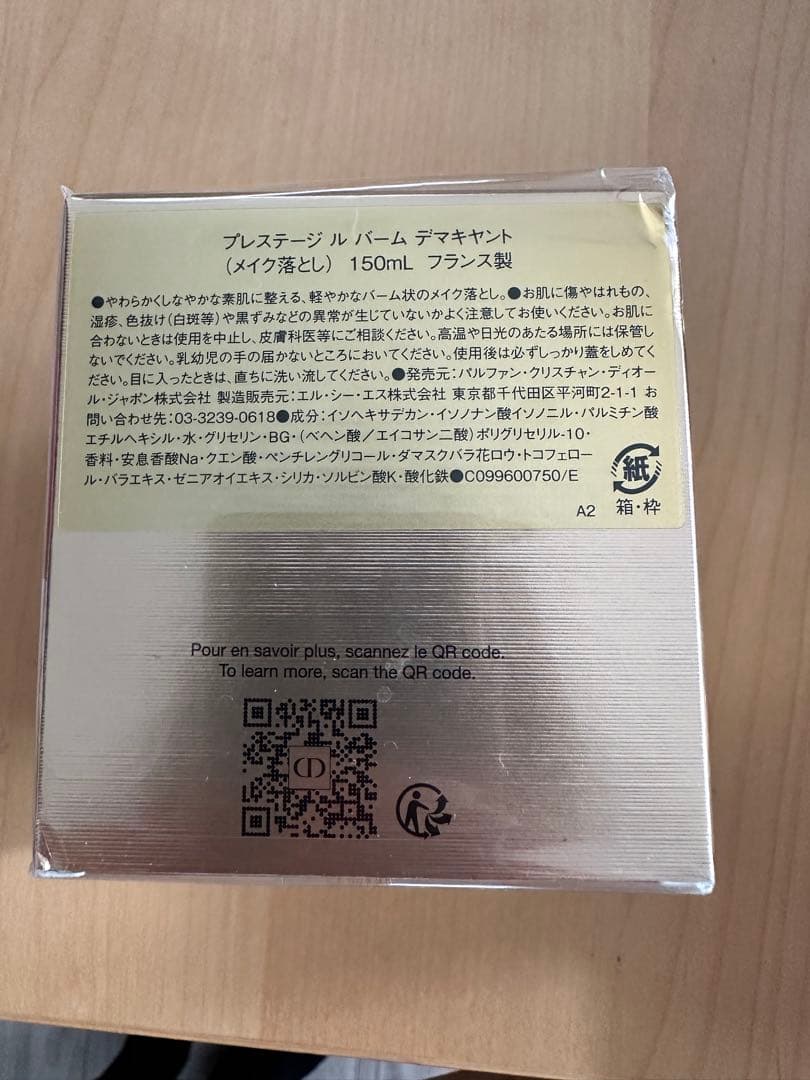 プレステージ ル バーム デマキヤント
（メイク落とし） 150mL フランス製
●やわらかくしなやかな素肌に整える、軽やかなバーム状のメイク落とし。●お肌に傷やはれもの、
湿疹、色抜け(白斑等)や黒ずみなどの異常が生じていないかよく注意してお使いください。お肌に
合わないときは使用を中止し、皮膚科医等にご相談ください。高温や日光のあたる場所には保管し
ないでください。乳幼児の手の届かないところにおいてください。使用後は必ずしっかり蓋をしめてく
ださい。目に入ったときは、直ちに洗い流してください。●発売元：パルファン・クリスチャン・ディオー
ル・ジャポン株式会社 製造販売元：エル・シー・エス株式会社 東京都千代田区平河町2-1-1 お
問い合わせ先：03-3239-0618●成分：イソヘキサデカン・イソノナン酸イソノニル・パルミチン酸
エチルヘキシル・水・グリセリン・BG・（ベヘン酸／エイコサン二酸）ポリグリセリル-10・
香料・安息香酸Na・クエン酸・ペンチレングリコール・ダマスクバラ花ロウ・トコフェロー
ル・バラエキス・ゼニアオイエキス・シリカ・ソルビン酸K・酸化鉄●C099600750/E
紙
A2 箱・枠
Pour en savoir plus, scannez le QR code.
To learn more, scan the QR code.
CD